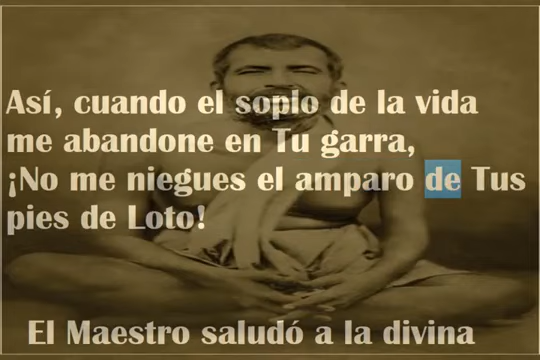 Así, cuando el soplo de la vida
me abandone en Tu garra,
¡No me niegues el amparo de Tus
pies de Loto!
El Maestro saludó a la divina